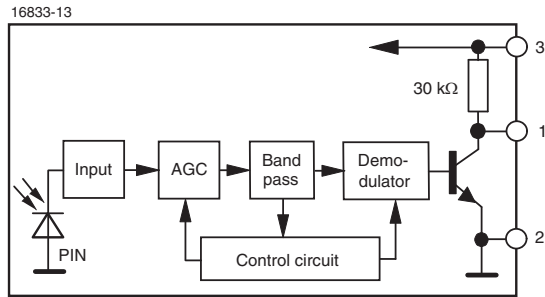 16833-13
3
30 kΩ
1
Input
AGC
Band
pass
Demo-
dulator
2
PIN
Control circuit